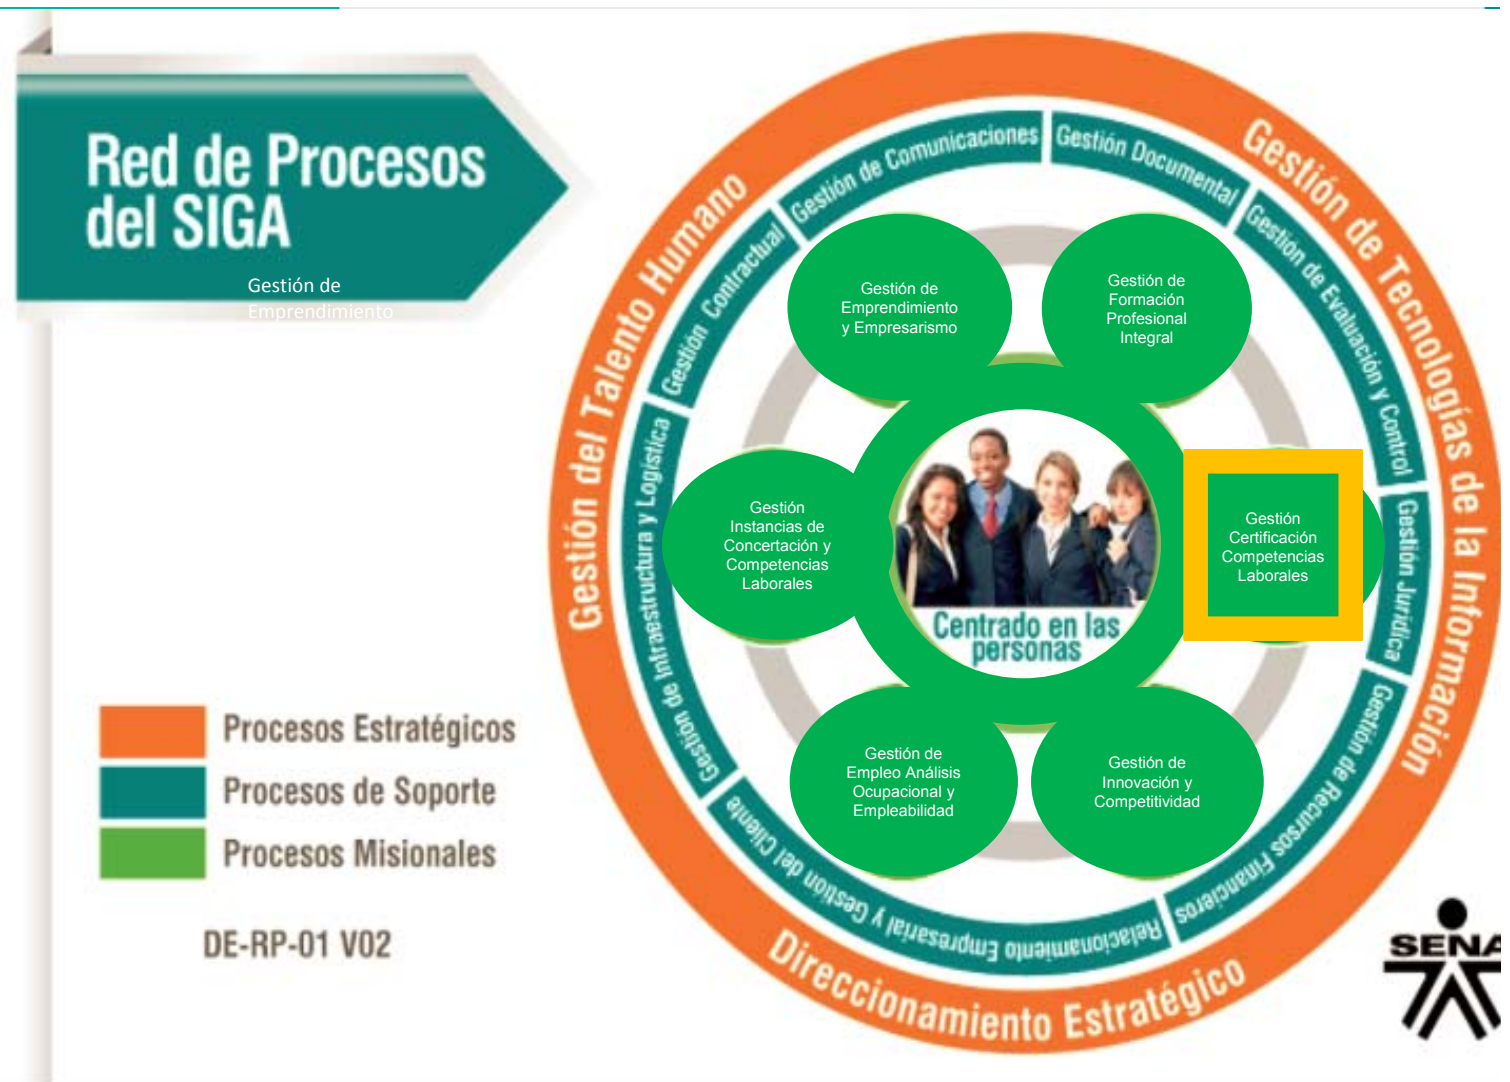 Red de Procesos
del SIGA
Gestión de
Emprendimiento
Gestión del Talento Humano
Gestión de Tecnologías de la Información
Direccionamiento Estratégico
Gestión de Infraestructura y Logística
Gestión Contractual
Gestión de Comunicaciones
Gestión Documental
Gestión de Evaluación y Control
Gestión Jurídica
Gestión de Recursos Financieros
Relacionamiento Empresarial y Gestión del Cliente
Gestión de
Emprendimiento
y Empresarismo
Gestión de
Formación
Profesional
Integral
Gestión
Instancias de
Concertación y
Competencias
Laborales
Centrado en las
personas
Gestión
Certificación
Competencias
Laborales
Gestión de
Empleo Análisis
Ocupacional y
Empleabilidad
Gestión de
Innovación y
Competitividad
Procesos Estratégicos
Procesos de Soporte
Procesos Misionales
DE-RP-01 V02
SENA